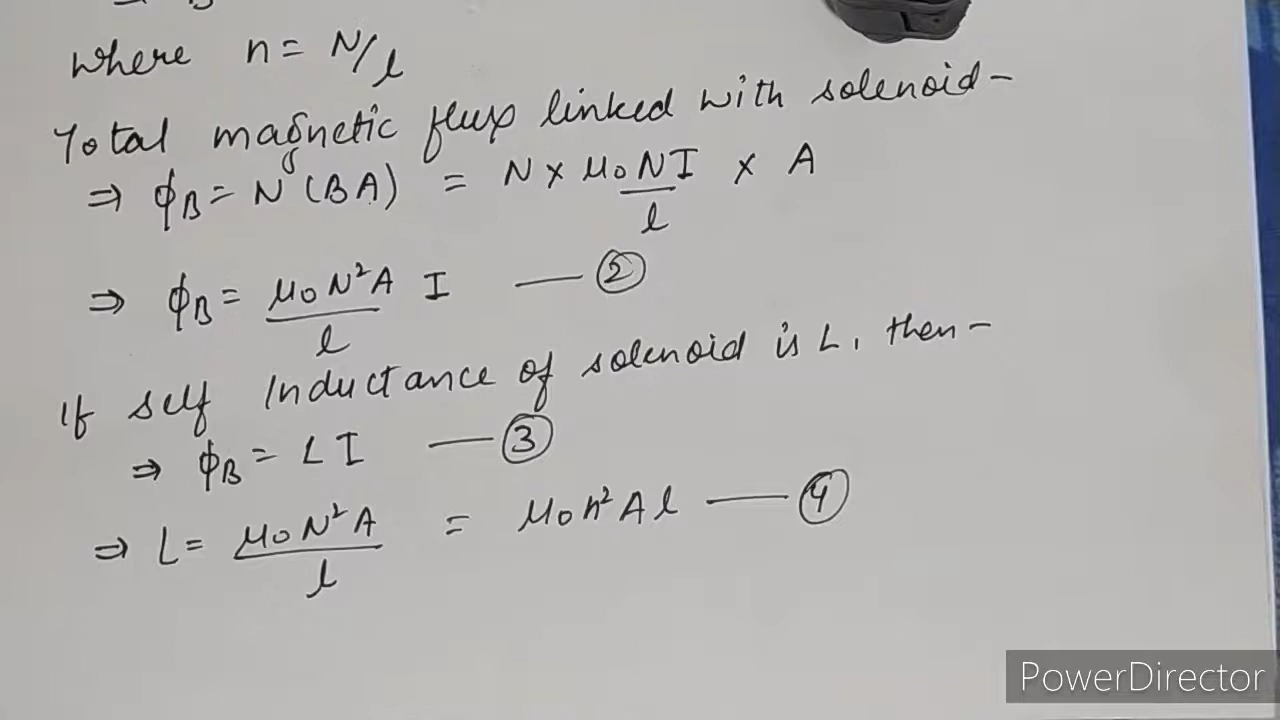 where n = N/l
Total magnetic flux linked with solenoid -
⇒ ϕB = N (BA) = N × μ0NI/l × A
⇒ ϕB = μ0N²A/l I — ②
If self Inductance of solenoid is L, then -
⇒ ϕB = LI — ③
⇒ L = μ0N²A/l = μ0n²Al — ④
PowerDirector